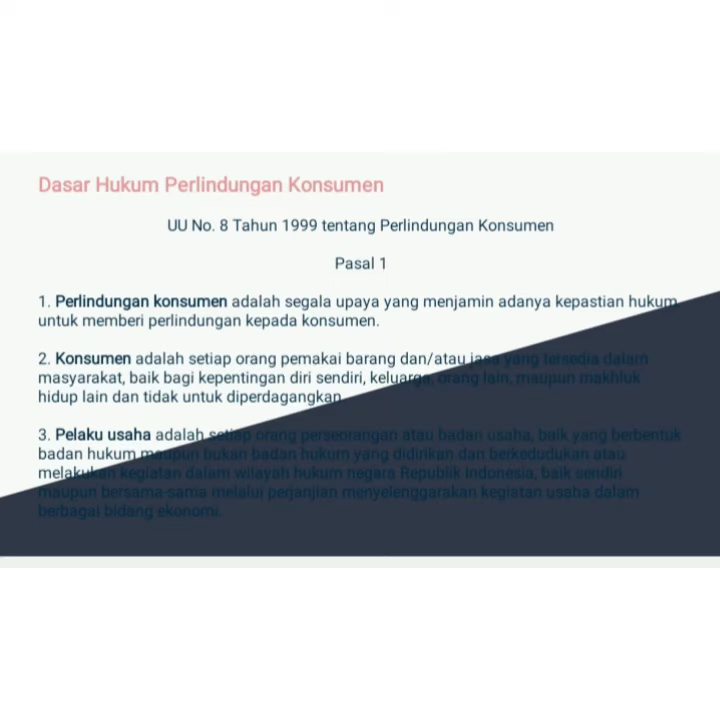 Dasar Hukum Perlindungan Konsumen
UU No. 8 Tahun 1999 tentang Perlindungan Konsumen
Pasal 1
1. Perlindungan konsumen adalah segala upaya yang menjamin adanya kepastian hukum
untuk memberi perlindungan kepada konsumen.
2. Konsumen adalah setiap orang pemakai barang dan/atau jasa yang tersedia dalam
masyarakat, baik bagi kepentingan diri sendiri, keluarga, orang lain, maupun makhluk
hidup lain dan tidak untuk diperdagangkan.
3. Pelaku usaha adalah setiap orang perseorangan atau badan usaha, baik yang berbentuk
badan hukum maupun bukan badan hukum yang didirikan dan berkedudukan atau
melakukan kegiatan dalam wilayah hukum negara Republik Indonesia, baik sendiri
maupun bersama-sama melalui perjanjian menyelenggarakan kegiatan usaha dalam
berbagai bidang ekonomi.